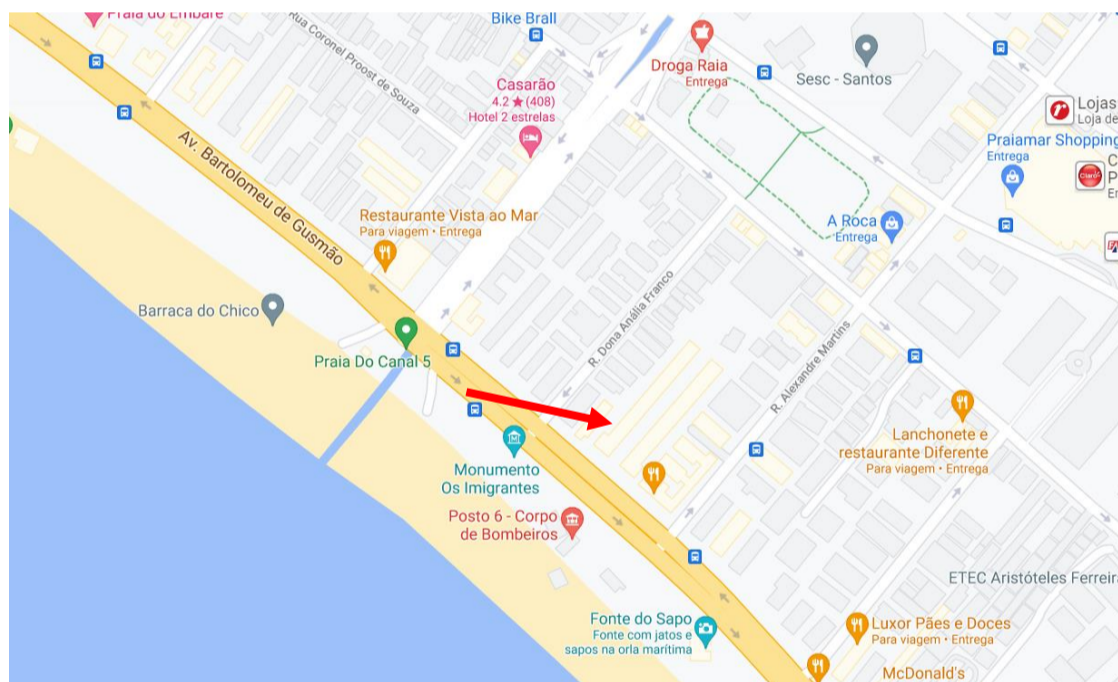 Praia do Embaré
Bike Brall
Rua Coronel Proost de Souza
Casarão
4.2 ★ (408)
Hotel 2 estrelas
Droga Raia
Entrega
Sesc - Santos
Lojas
Loja de
Praiamar Shopping
Entrega
C
P
En
Av. Bartolomeu de Gusmão
Restaurante Vista ao Mar
Para viagem • Entrega
A Roca
Entrega
Barraca do Chico
R. Dona Anália Franco
Praia Do Canal 5
R. Alexandre Martins
Lanchonete e
restaurante Diferente
Para viagem • Entrega
Monumento
Os Imigrantes
Posto 6 - Corpo
de Bombeiros
ETEC Aristóteles Ferreira
Fonte do Sapo
Fonte com jatos e
sapos na orla marítima
Luxor Pães e Doces
Para viagem • Entrega
McDonald's